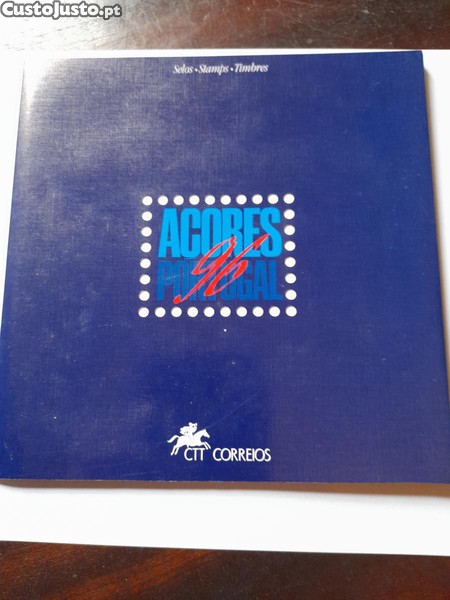 CustoJusto.pt
Selos • Stamps • Timbres
AÇORES
96
PORTUGAL
CTT CORREIOS